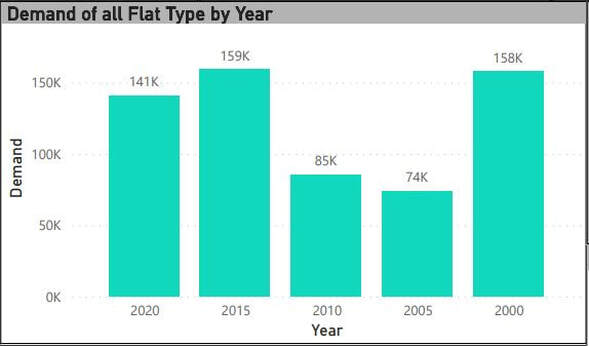 Demand of all Flat Type by Year
159K
158K
150K
141K
100K
85K
74K
Demand
50K
0K
2020 2015 2010 2005 2000
Year